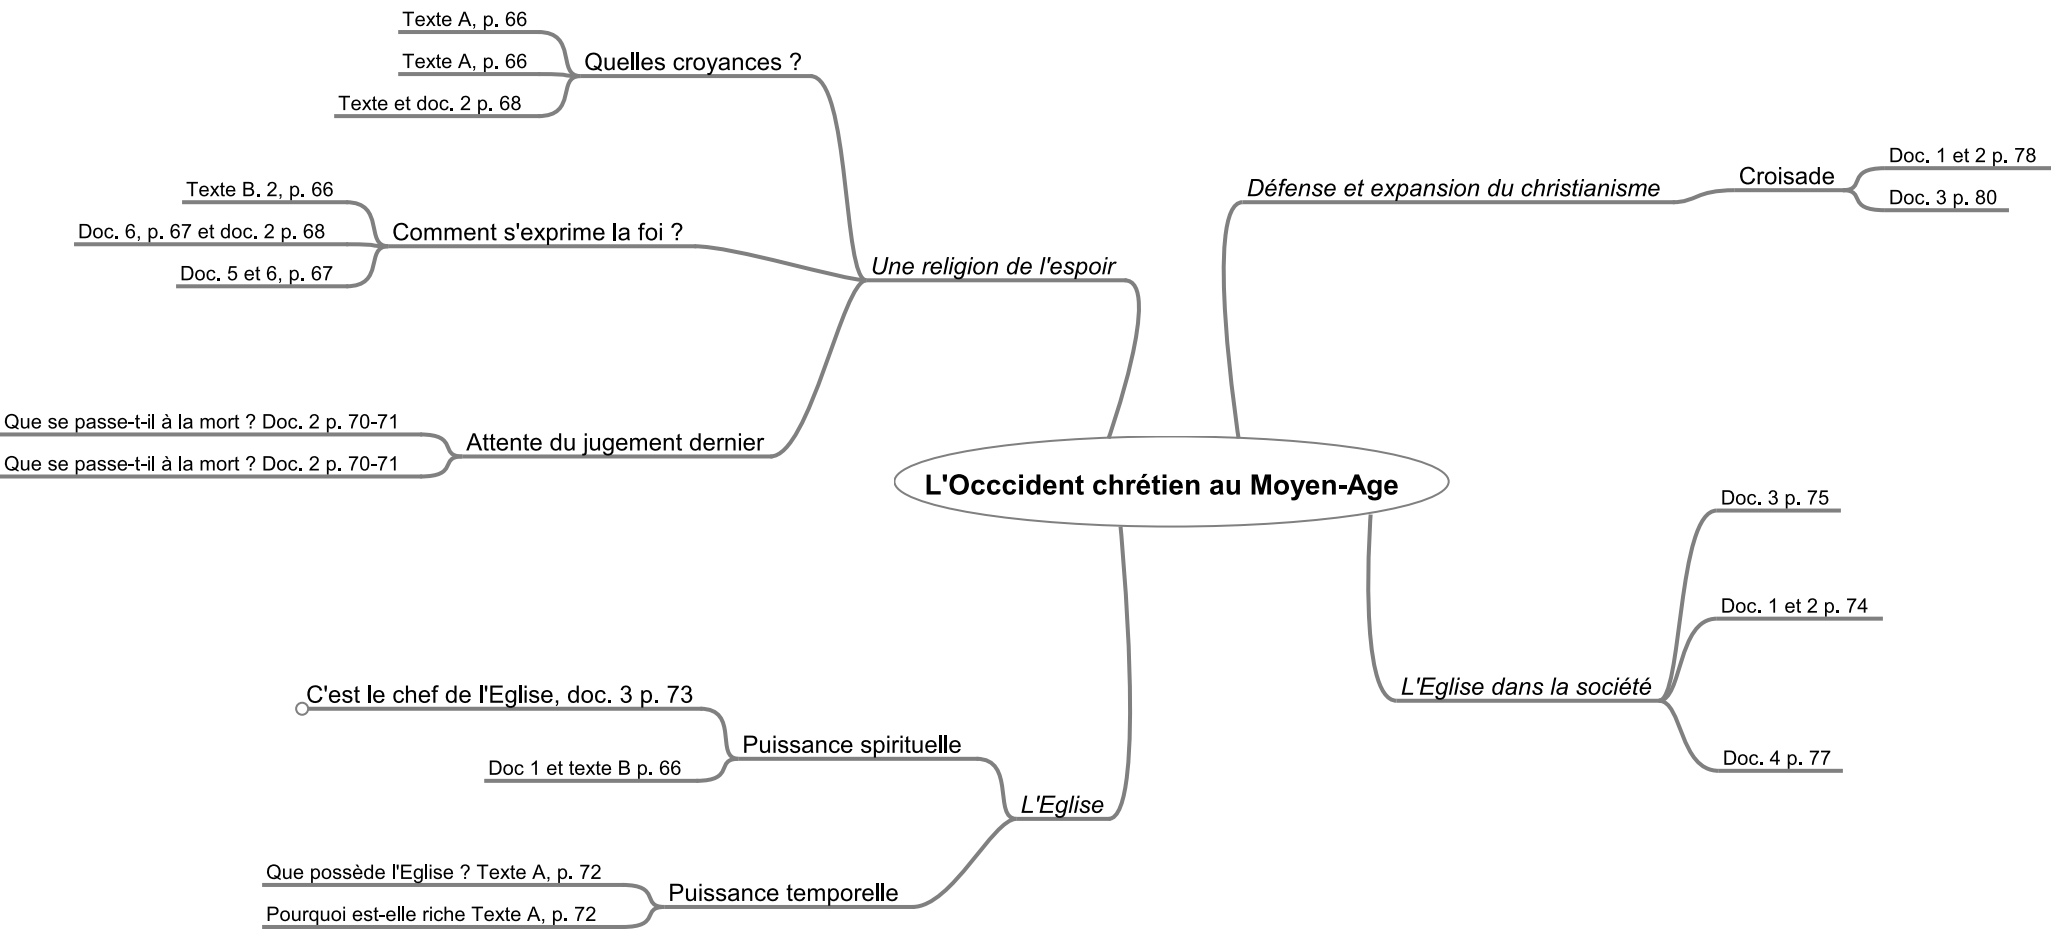 Texte A, p. 66
Texte A, p. 66
Texte et doc. 2 p. 68
Quelles croyances ?
Texte B. 2, p. 66
Doc. 6, p. 67 et doc. 2 p. 68
Doc. 5 et 6, p. 67
Comment s'exprime la foi ?
Une religion de l'espoir
Que se passe-t-il à la mort ? Doc. 2 p. 70-71
Que se passe-t-il à la mort ? Doc. 2 p. 70-71
Attente du jugement dernier
Défense et expansion du christianisme
Croisade
Doc. 1 et 2 p. 78
Doc. 3 p. 80
L'Occcident chrétien au Moyen-Age
Doc. 3 p. 75
Doc. 1 et 2 p. 74
L'Eglise dans la société
Doc. 4 p. 77
C'est le chef de l'Eglise, doc. 3 p. 73
Puissance spirituelle
Doc 1 et texte B p. 66
L'Eglise
Que possède l'Eglise ? Texte A, p. 72
Puissance temporelle
Pourquoi est-elle riche Texte A, p. 72